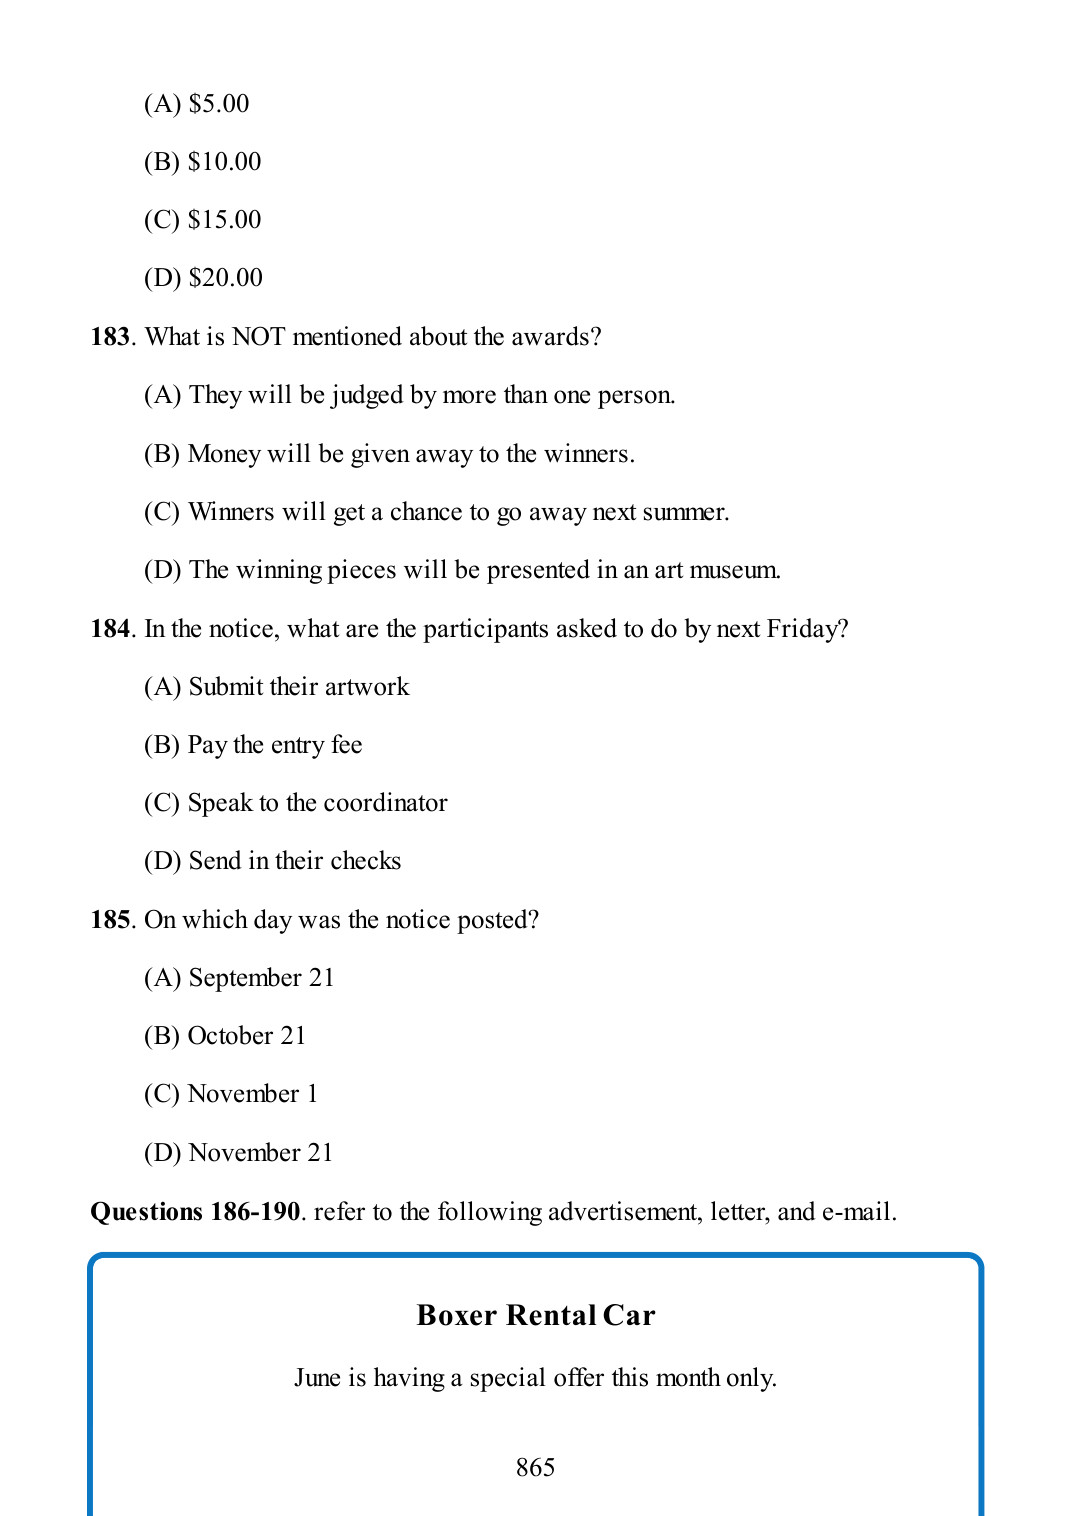 (A) $5.00
(B) $10.00
(C) $15.00
(D) $20.00
183. What is NOT mentioned about the awards?
(A) They will be judged by more than one person.
(B) Money will be given away to the winners.
(C) Winners will get a chance to go away next summer.
(D) The winning pieces will be presented in an art museum.
184. In the notice, what are the participants asked to do by next Friday?
(A) Submit their artwork
(B) Pay the entry fee
(C) Speak to the coordinator
(D) Send in their checks
185. On which day was the notice posted?
(A) September 21
(B) October 21
(C) November 1
(D) November 21
Questions 186-190. refer to the following advertisement, letter, and e-mail.
Boxer Rental Car
June is having a special offer this month only.
865